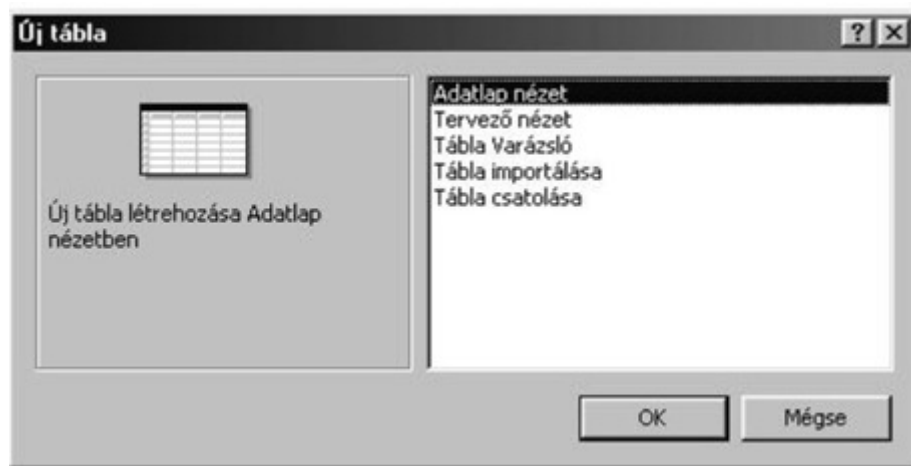 Új tábla
Adatlap nézet
Tervező nézet
Tábla Varázsló
Tábla importálása
Tábla csatolása
Új tábla létrehozása Adatlap
nézetben
OK
Mégse